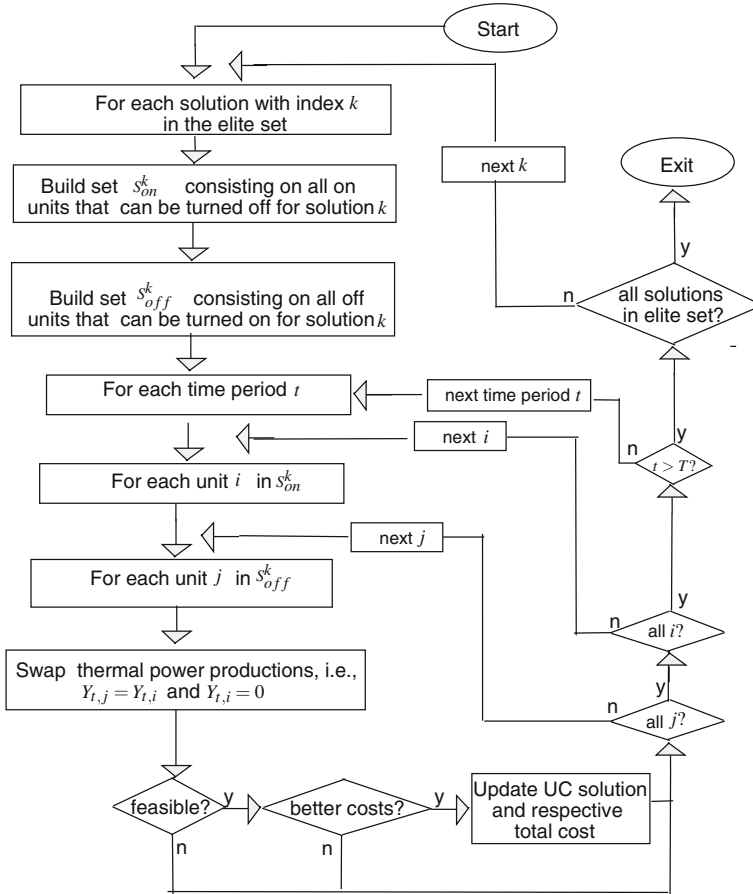 Start
For each solution with index k
in the elite set
next k
Exit
Build set S^k_on consisting on all on
units that can be turned off for solution k
y
n
all solutions
in elite set?
Build set S^k_off consisting on all off
units that can be turned on for solution k
For each time period t
next time period t
y
n
t > T?
next i
For each unit i in S^k_on
next j
For each unit j in S^k_off
y
n
all i?
Swap thermal power productions, i.e.,
Y_t,j = Y_t,i and Y_t,i = 0
y
n
all j?
feasible?
y
better costs?
y
Update UC solution
and respective
total cost
n
n